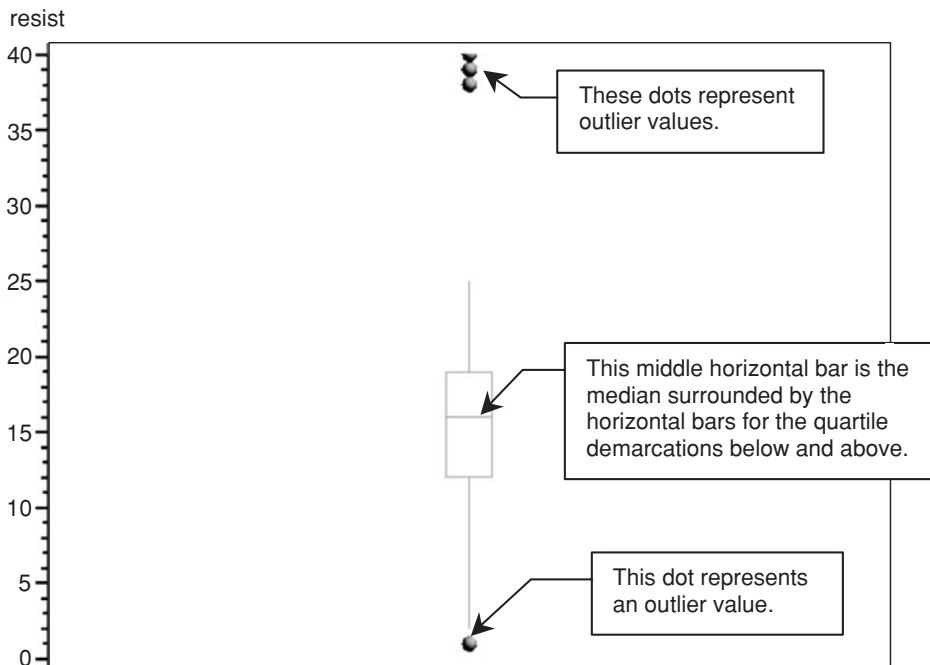 resist
40
These dots represent
outlier values.
35
30
25
20
This middle horizontal bar is the
median surrounded by the
horizontal bars for the quartile
demarcations below and above.
15
10
5
This dot represents
an outlier value.
0